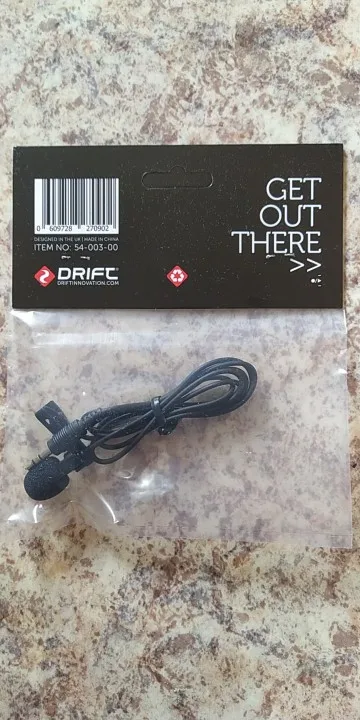 0 609728 270902
DESIGNED IN THE UK | MADE IN CHINA
ITEM NO: 54-003-00
DRIFT
DRIFTINNOVATION.COM
GET
OUT
THERE
>>